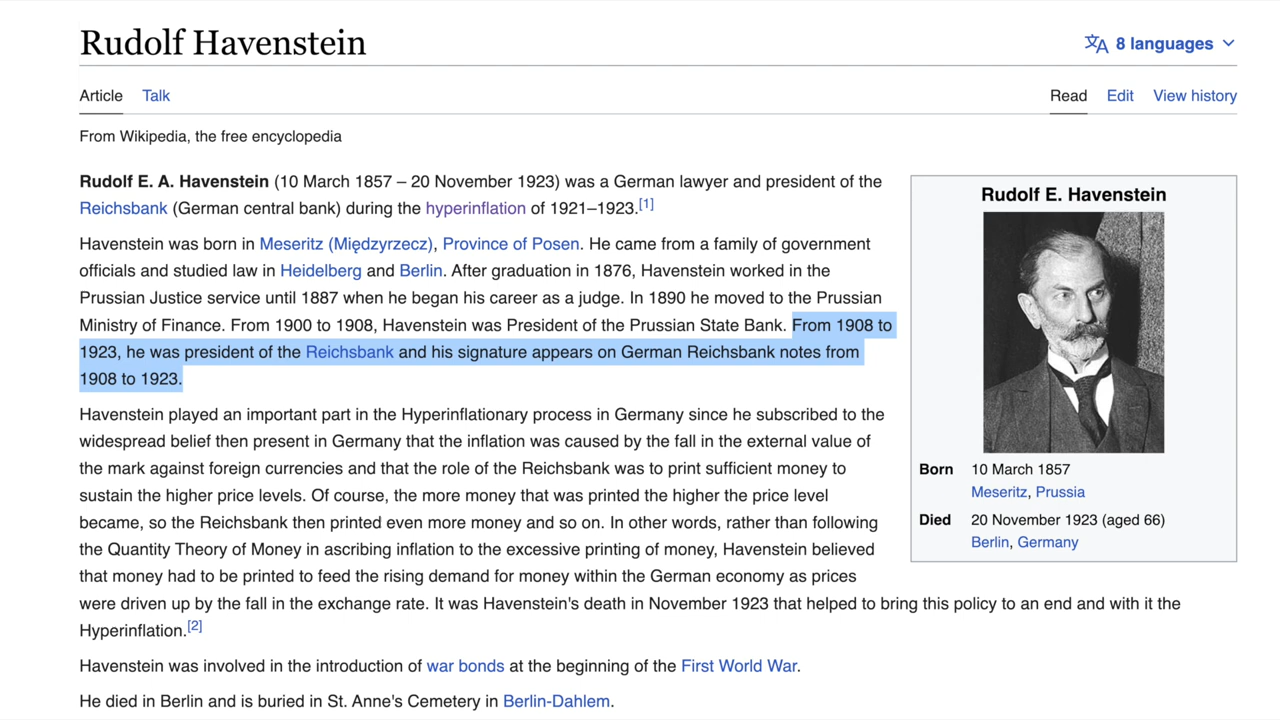 Rudolf Havenstein
8 languages
Article Talk
Read Edit View history
From Wikipedia, the free encyclopedia
Rudolf E. A. Havenstein (10 March 1857 – 20 November 1923) was a German lawyer and president of the
Reichsbank (German central bank) during the hyperinflation of 1921–1923.[1]
Havenstein was born in Meseritz (Międzyrzecz), Province of Posen. He came from a family of government
officials and studied law in Heidelberg and Berlin. After graduation in 1876, Havenstein worked in the
Prussian Justice service until 1887 when he began his career as a judge. In 1890 he moved to the Prussian
Ministry of Finance. From 1900 to 1908, Havenstein was President of the Prussian State Bank. From 1908 to
1923, he was president of the Reichsbank and his signature appears on German Reichsbank notes from
1908 to 1923.
Havenstein played an important part in the Hyperinflationary process in Germany since he subscribed to the
widespread belief then present in Germany that the inflation was caused by the fall in the external value of
the mark against foreign currencies and that the role of the Reichsbank was to print sufficient money to
sustain the higher price levels. Of course, the more money that was printed the higher the price level
became, so the Reichsbank then printed even more money and so on. In other words, rather than following
the Quantity Theory of Money in ascribing inflation to the excessive printing of money, Havenstein believed
that money had to be printed to feed the rising demand for money within the German economy as prices
were driven up by the fall in the exchange rate. It was Havenstein's death in November 1923 that helped to bring this policy to an end and with it the
Hyperinflation.[2]
Havenstein was involved in the introduction of war bonds at the beginning of the First World War.
He died in Berlin and is buried in St. Anne's Cemetery in Berlin-Dahlem.
Rudolf E. Havenstein
Born 10 March 1857
Meseritz, Prussia
Died 20 November 1923 (aged 66)
Berlin, Germany